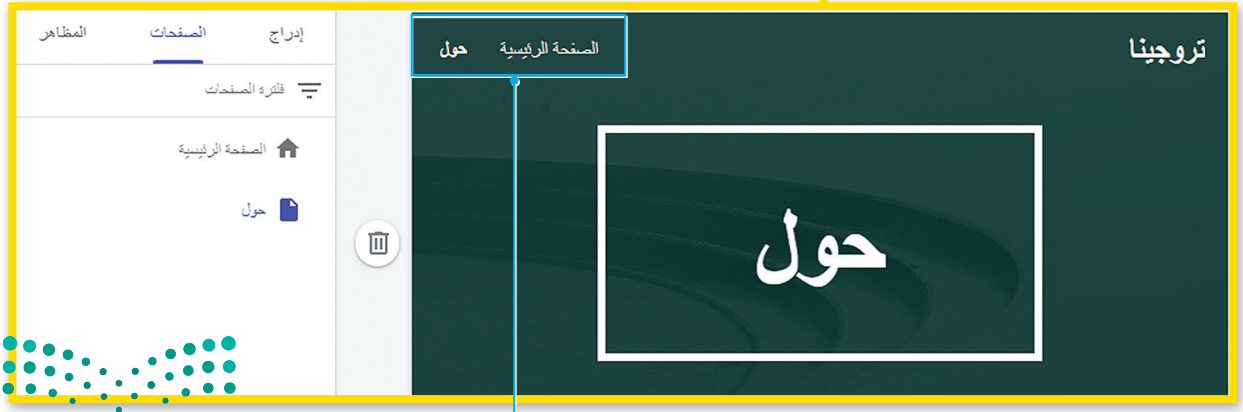 تروجينا
الصفحة الرئيسية حول
حول
إدراج الصفحات المظاهر
فلترة الصفحات
الصفحة الرئيسية
حول